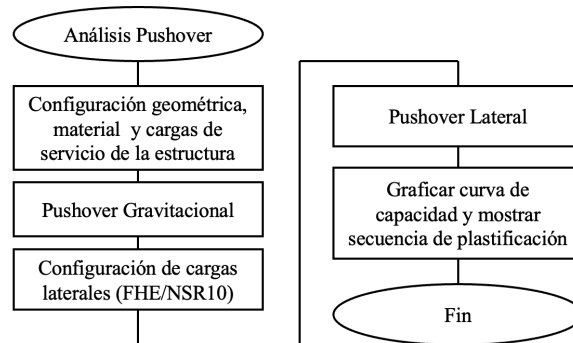 Análisis Pushover
Configuración geométrica,
material y cargas de
servicio de la estructura
Pushover Gravitacional
Configuración de cargas
laterales (FHE/NSR10)
Pushover Lateral
Graficar curva de
capacidad y mostrar
secuencia de plastificación
Fin